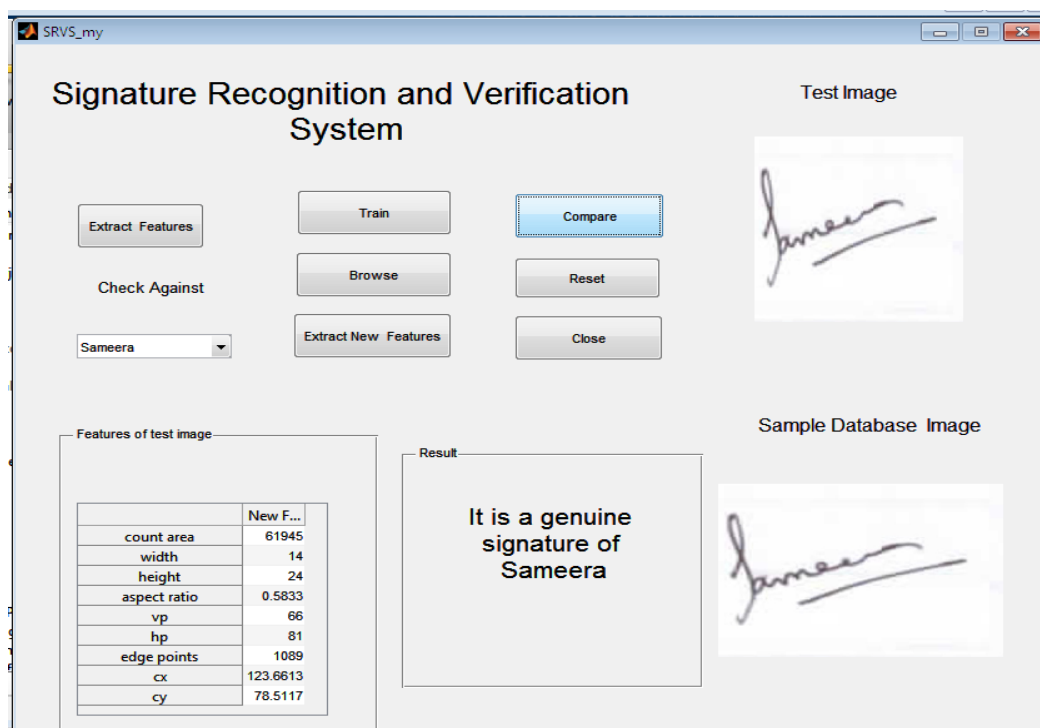 SRVS_my
Signature Recognition and Verification
System
Test Image
Sameera
Extract Features
Train
Compare
Check Against
Browse
Reset
Sameera
Extract New Features
Close
Features of test image
New F...
count area 61945
width 14
height 24
aspect ratio 0.5833
vp 66
hp 81
edge points 1089
cx 123.6613
cy 78.5117
Result
It is a genuine
signature of
Sameera
Sample Database Image
Sameera